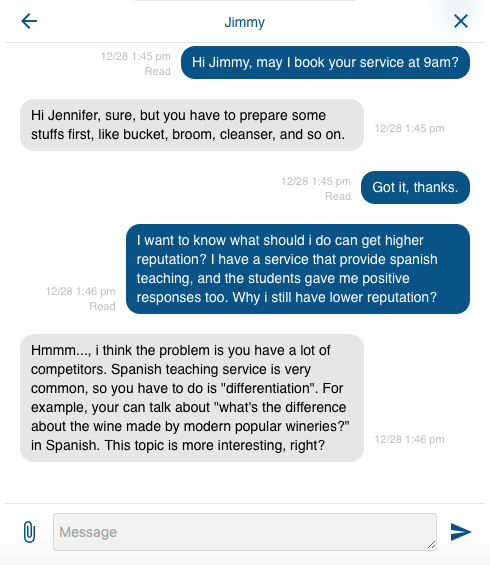 Jimmy
12/28 1:45 pm
Read
Hi Jimmy, may I book your service at 9am?
Hi Jennifer, sure, but you have to prepare some
stuffs first, like bucket, broom, cleanser, and so on.
12/28 1:45 pm
12/28 1:45 pm
Read
Got it, thanks.
I want to know what should i do can get higher
reputation? I have a service that provide spanish
teaching, and the students gave me positive
responses too. Why i still have lower reputation?
12/28 1:46 pm
Read
Hmmm..., i think the problem is you have a lot of
competitors. Spanish teaching service is very
common, so you have to do is "differentiation". For
example, your can talk about "what's the difference
about the wine made by modern popular wineries?"
in Spanish. This topic is more interesting, right?
12/28 1:46 pm
Message